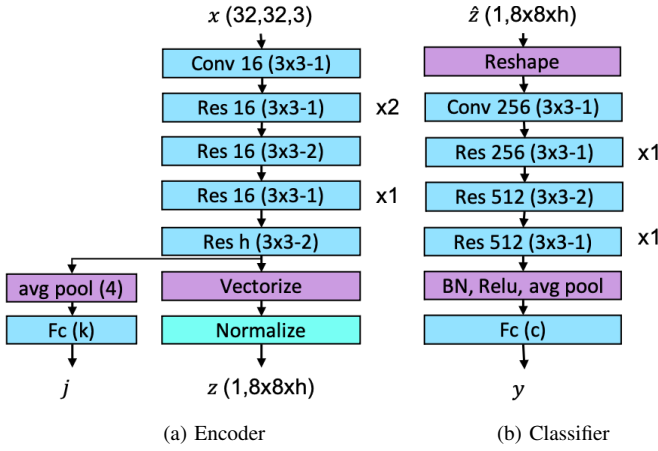 x (32,32,3)
Conv 16 (3x3-1)
Res 16 (3x3-1) x2
Res 16 (3x3-2)
Res 16 (3x3-1) x1
Res h (3x3-2)
avg pool (4)
Vectorize
Fc (k)
Normalize
j
z (1,8x8xh)
(a) Encoder
ẑ (1,8x8xh)
Reshape
Conv 256 (3x3-1)
Res 256 (3x3-1) x1
Res 512 (3x3-2)
Res 512 (3x3-1) x1
BN, Relu, avg pool
Fc (c)
y
(b) Classifier